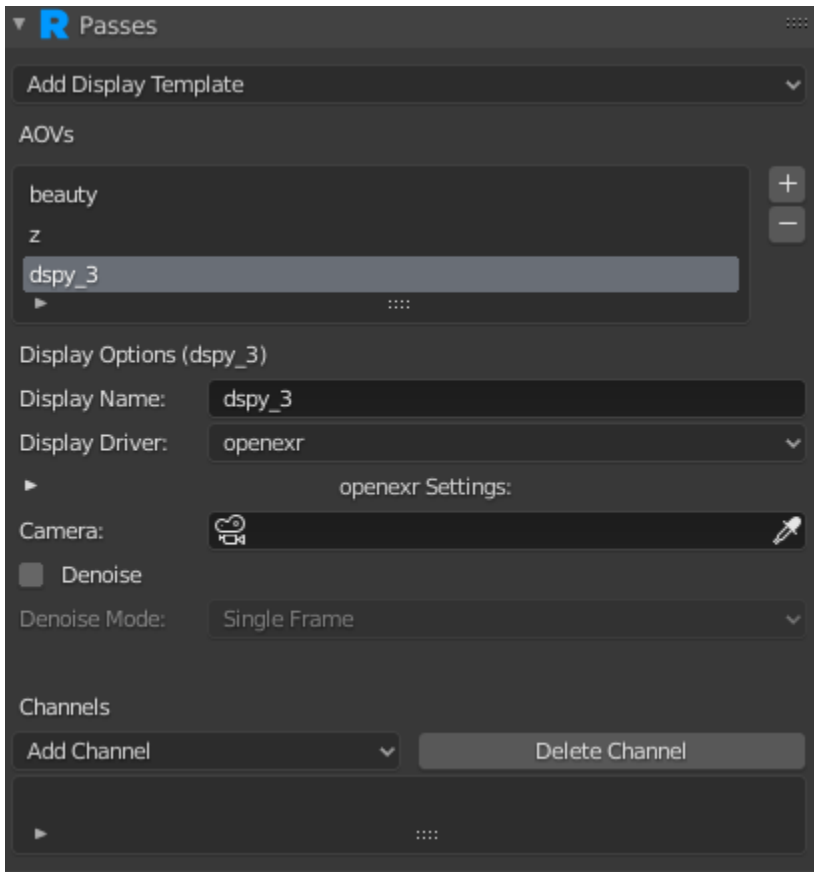 Passes
Add Display Template
AOVs
beauty
z
dspy_3
Display Options (dspy_3)
Display Name: dspy_3
Display Driver: openexr
openexr Settings:
Camera:
Denoise
Denoise Mode: Single Frame
Channels
Add Channel Delete Channel